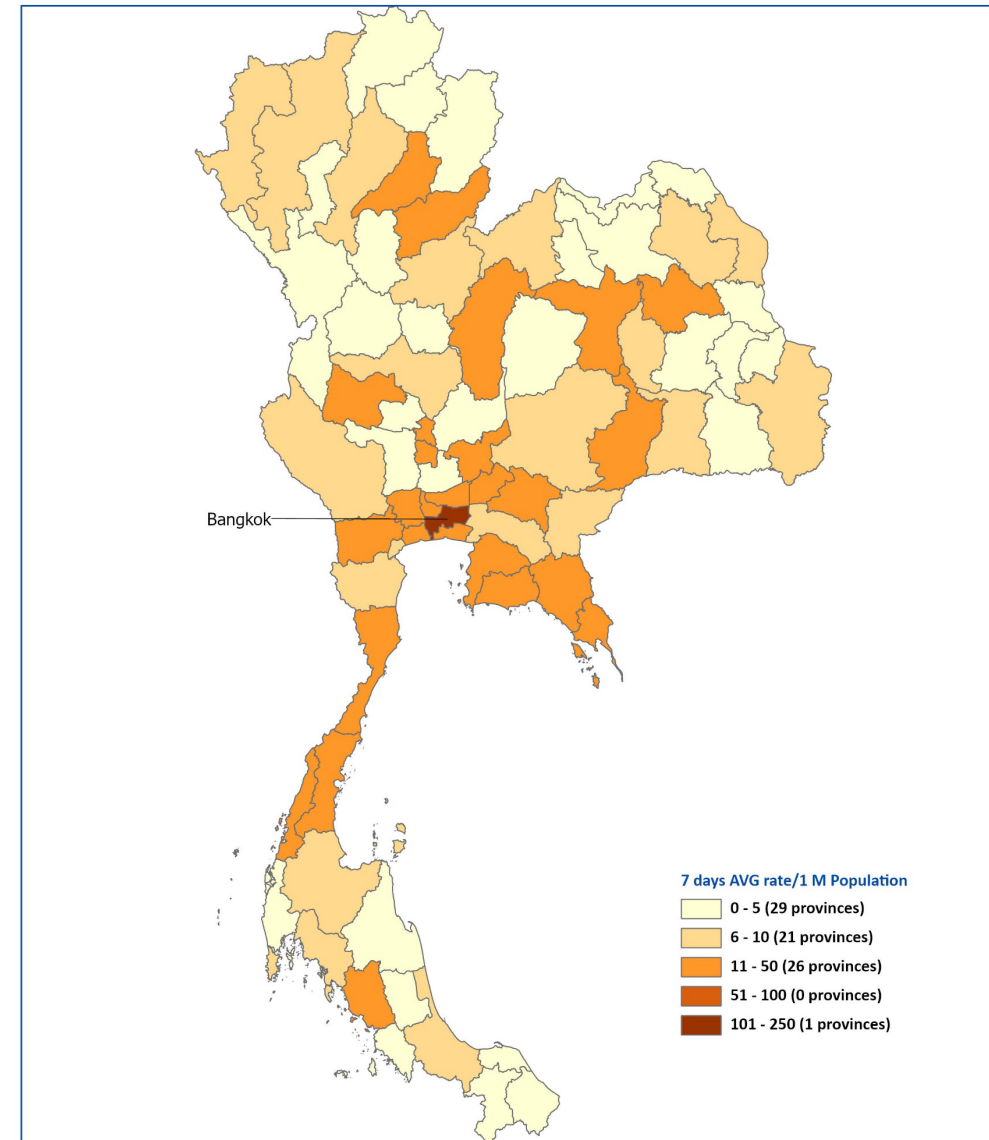 Bangkok
7 days AVG rate/1 M Population
0 - 5 (29 provinces)
6 - 10 (21 provinces)
11 - 50 (26 provinces)
51 - 100 (0 provinces)
101 - 250 (1 provinces)